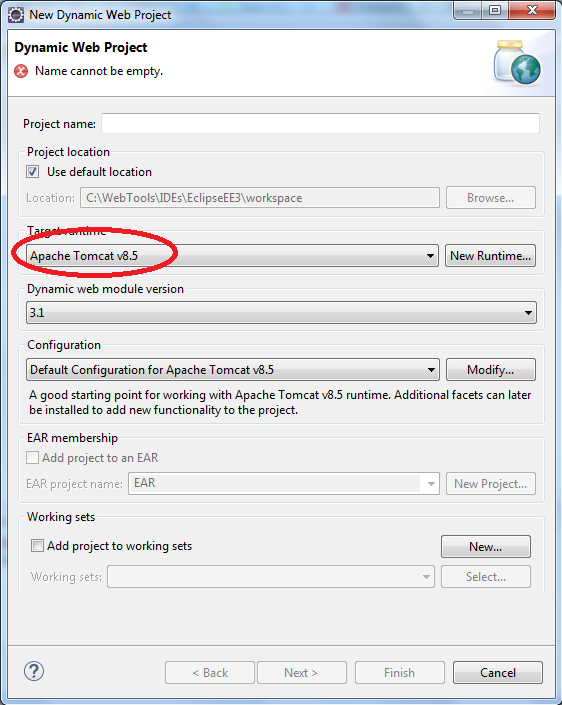 New Dynamic Web Project
Dynamic Web Project
Name cannot be empty.
Project name:
Project location
Use default location
Location: C:\WebTools\IDEs\EclipseEE3\workspace Browse...
Target runtime
Apache Tomcat v8.5 New Runtime...
Dynamic web module version
3.1
Configuration
Default Configuration for Apache Tomcat v8.5 Modify...
A good starting point for working with Apache Tomcat v8.5 runtime. Additional facets can later
be installed to add new functionality to the project.
EAR membership
Add project to an EAR
EAR project name: EAR New Project...
Working sets
Add project to working sets New...
Working sets: Select...
? < Back Next > Finish Cancel